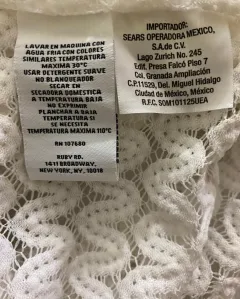 LAVAR EN MAQUINA CON
AGUA FRIA CON COLORES
SIMILARES TEMPERATURA
MAXIMA 30°C
USAR DETERGENTE SUAVE
NO BLANQUEADOR
SECAR EN
SECADORA DOMÉSTICA
A TEMPERATURA BAJA
NO EXPRIMIR
PLANCHAR A BAJA
TEMPERATURA SI
SE NECESITA
TEMPERATURA MAXIMA 110°C
RN 107680
RUBY RD.
1411 BROADWAY,
NEW YORK, NY, 10018
IMPORTADOR:
SEARS OPERADORA MEXICO,
S.A. de C.V.
Lago Zurich No. 245
Edif. Presa Falcó Piso 7
Col. Granada Ampliación
C.P. 11529, Del. Miguel Hidalgo
Ciudad de México, México
R.F.C. SOM101125UEA